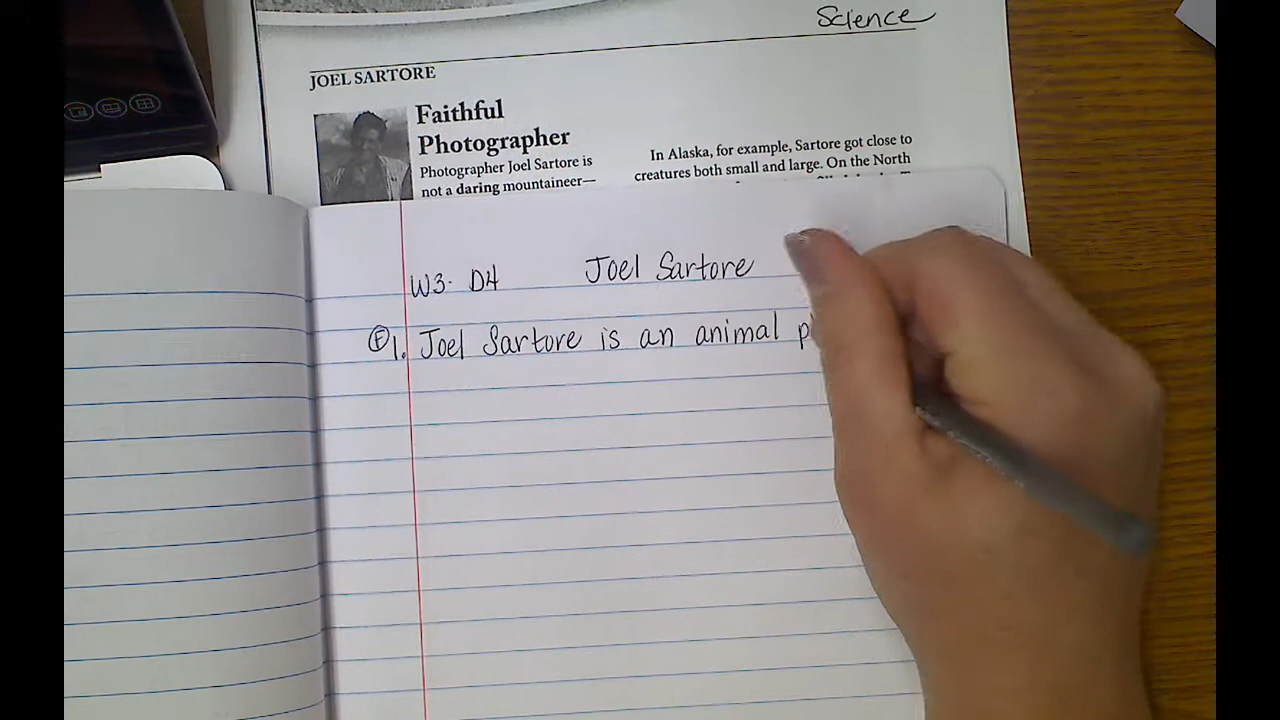 Science
JOEL SARTORE
Faithful
Photographer
Photographer Joel Sartore is
not a daring mountaineer—
In Alaska, for example, Sartore got close to
creatures both small and large. On the North
W3. D4 Joel Sartore
F 1. Joel Sartore is an animal p